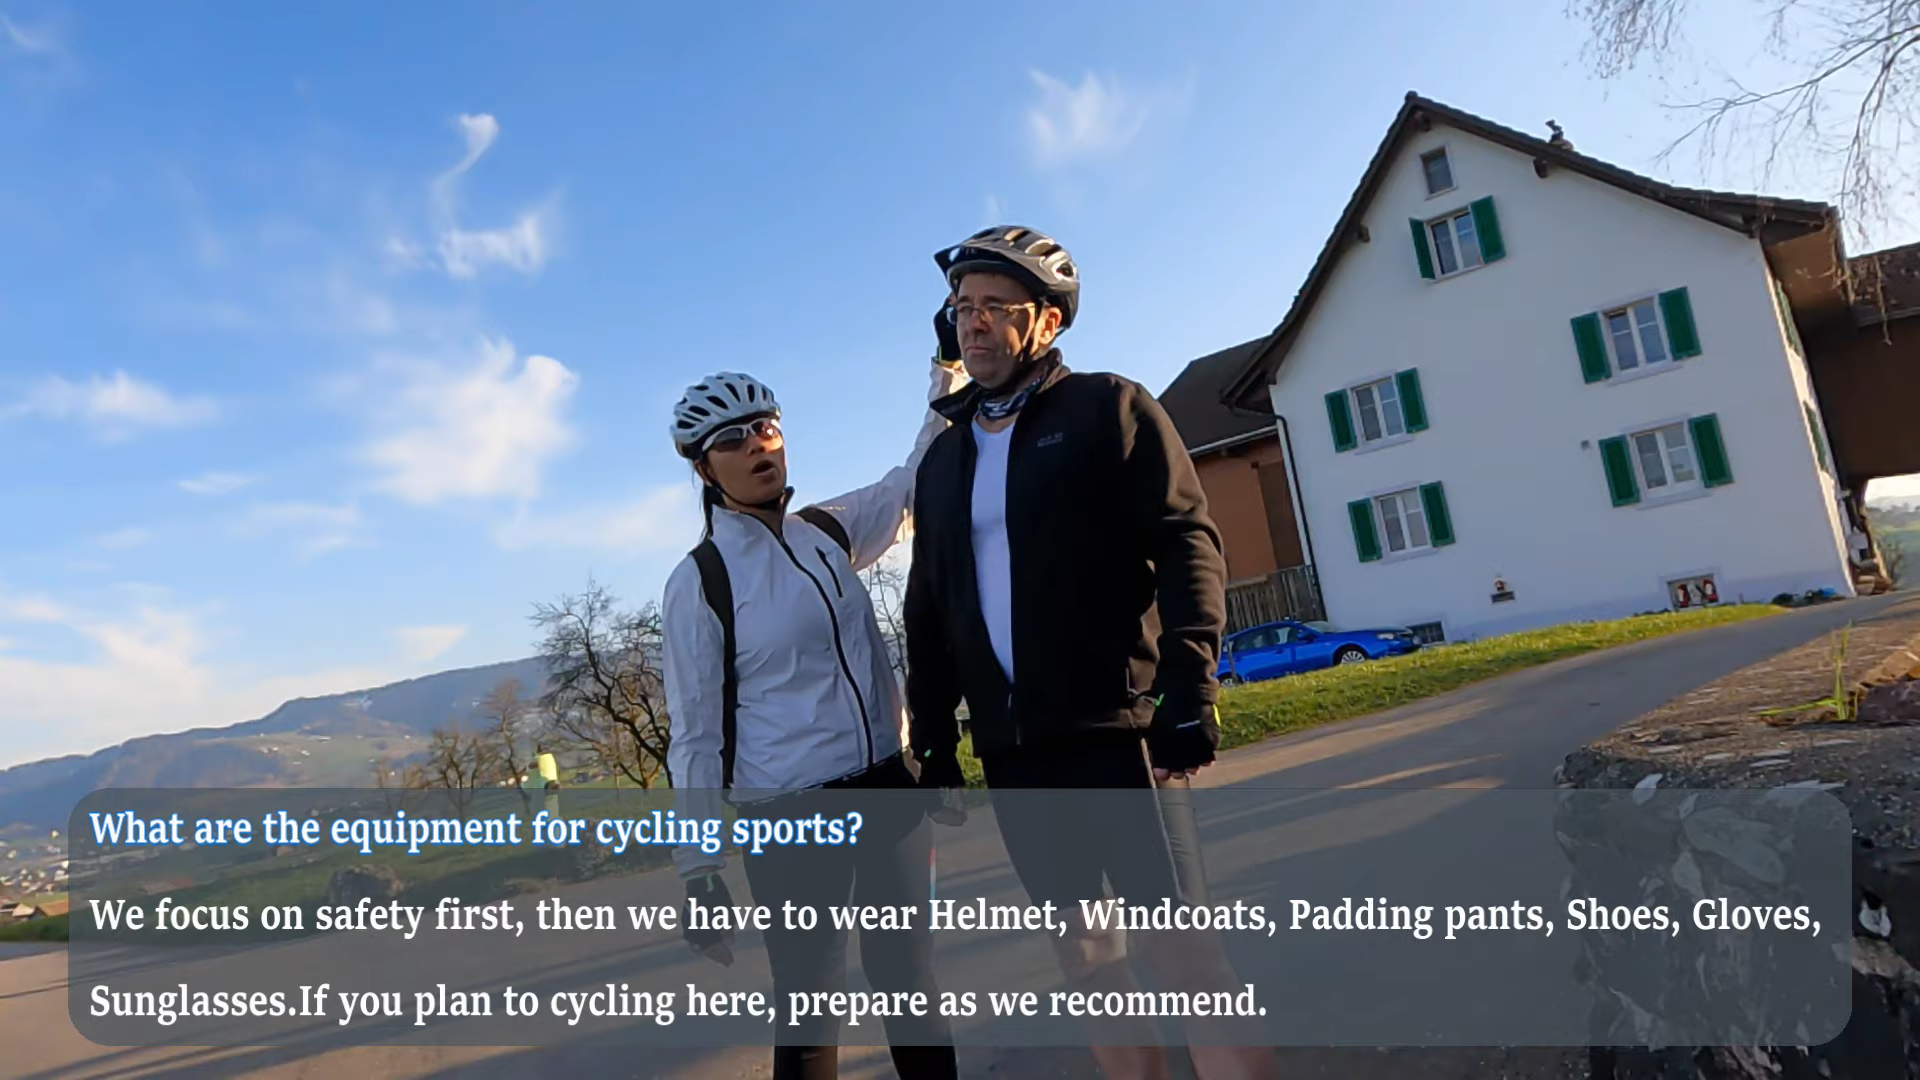 What are the equipment for cycling sports?
We focus on safety first, then we have to wear Helmet, Windcoats, Padding pants, Shoes, Gloves,
Sunglasses.If you plan to cycling here, prepare as we recommend.